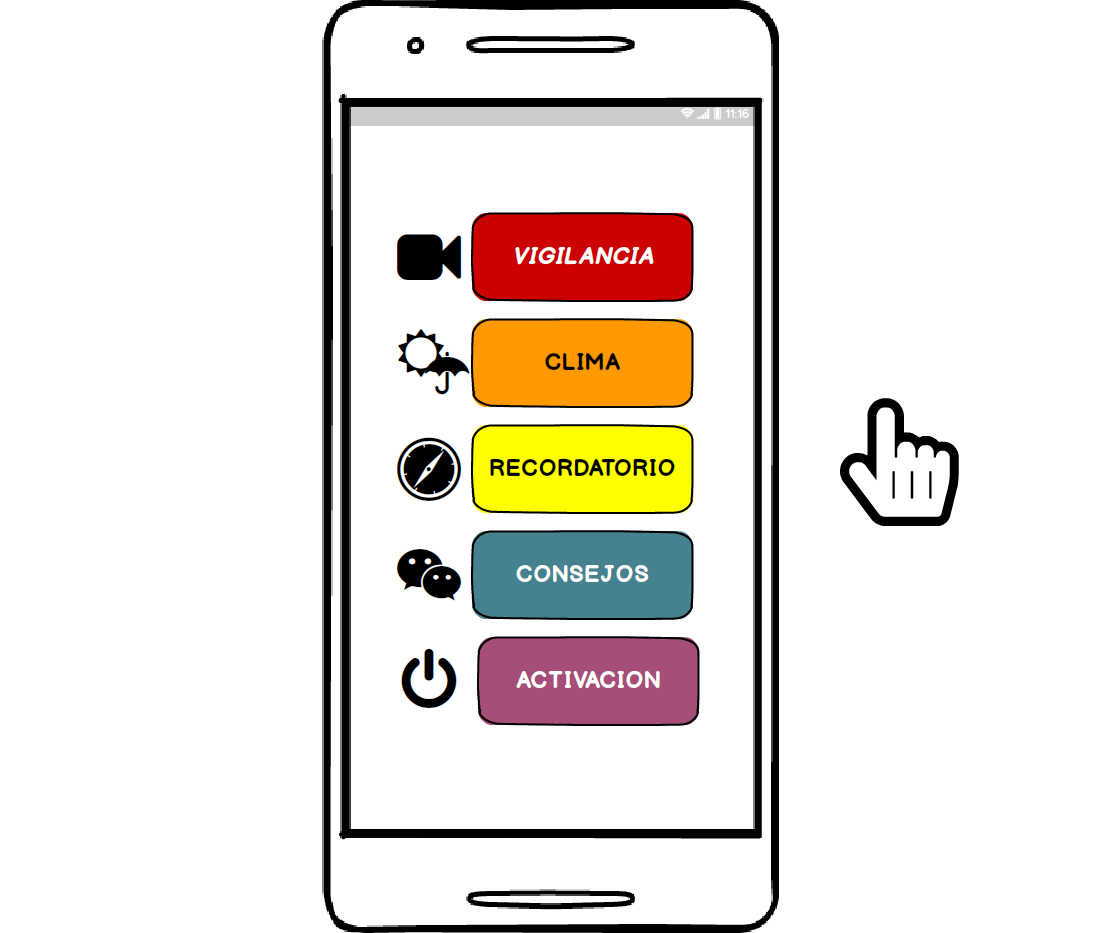 11:16
VIGILANCIA
CLIMA
RECORDATORIO
CONSEJOS
ACTIVACION